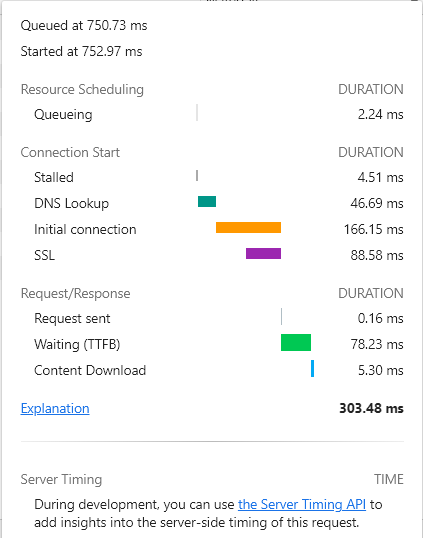 Queued at 750.73 ms
Started at 752.97 ms
Resource Scheduling DURATION
Queueing 2.24 ms
Connection Start DURATION
Stalled 4.51 ms
DNS Lookup 46.69 ms
Initial connection 166.15 ms
SSL 88.58 ms
Request/Response DURATION
Request sent 0.16 ms
Waiting (TTFB) 78.23 ms
Content Download 5.30 ms
Explanation 303.48 ms
Server Timing TIME
During development, you can use the Server Timing API to
add insights into the server-side timing of this request.